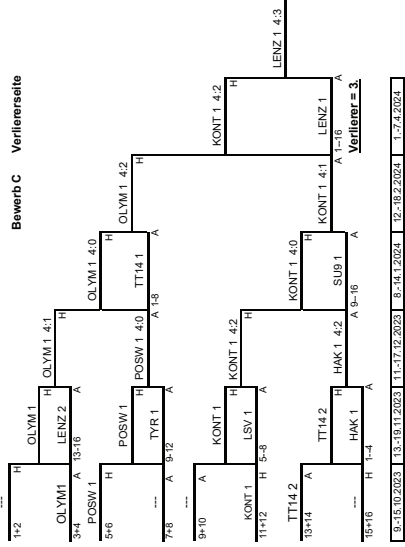 Bewerb C Verliererseite
---
1+2 H
OLYM 1
H
OLYM1
3+4 A
LENZ 2
13-16 A
OLYM 1 4:1
H
POSW 1
5+6 H
POSW 1
H
---
7+8 A
TYR 1
9-12 A
POSW 1 4:0
A 1-8
OLYM 1 4:0
H
TT14 1
A
OLYM 1 4:2
H
---
9+10 A
KONT 1
H
KONT 1
11+12 H
LSV 1
5--8 A
KONT 1 4:2
H
TT14 2
13+14 A
TT14 2
H
---
15+16 H
HAK 1
1--4 A
HAK 1 4:2
A 9--16
KONT 1 4:0
H
SU9 1
A
KONT 1 4:1
A 1--16
KONT 1 4:2
H
LENZ 1
A
Verlierer = 3.
LENZ 1 4:3
9.-15.10.2023 13.-19.11.2023 11.-17.12.2023 8.-14.1.2024 12.-18.2.2024 1.-7.4.2024